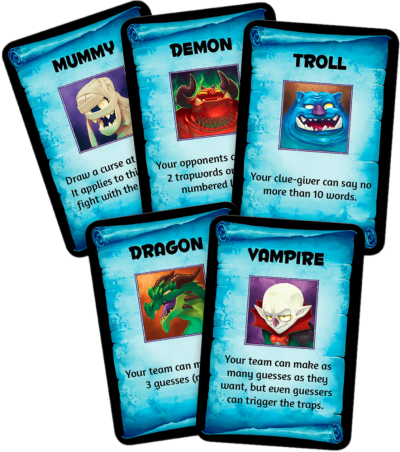 MUMMY
Draw a curse at
It applies to
fight with the
DEMON
Your opponents
2 trapwords
numbered
TROLL
Your clue-giver can say no
more than 10 words.
DRAGON
Your team can
3 guesses
VAMPIRE
Your team can make as
many guesses as they
want, but even guessers
can trigger the traps.